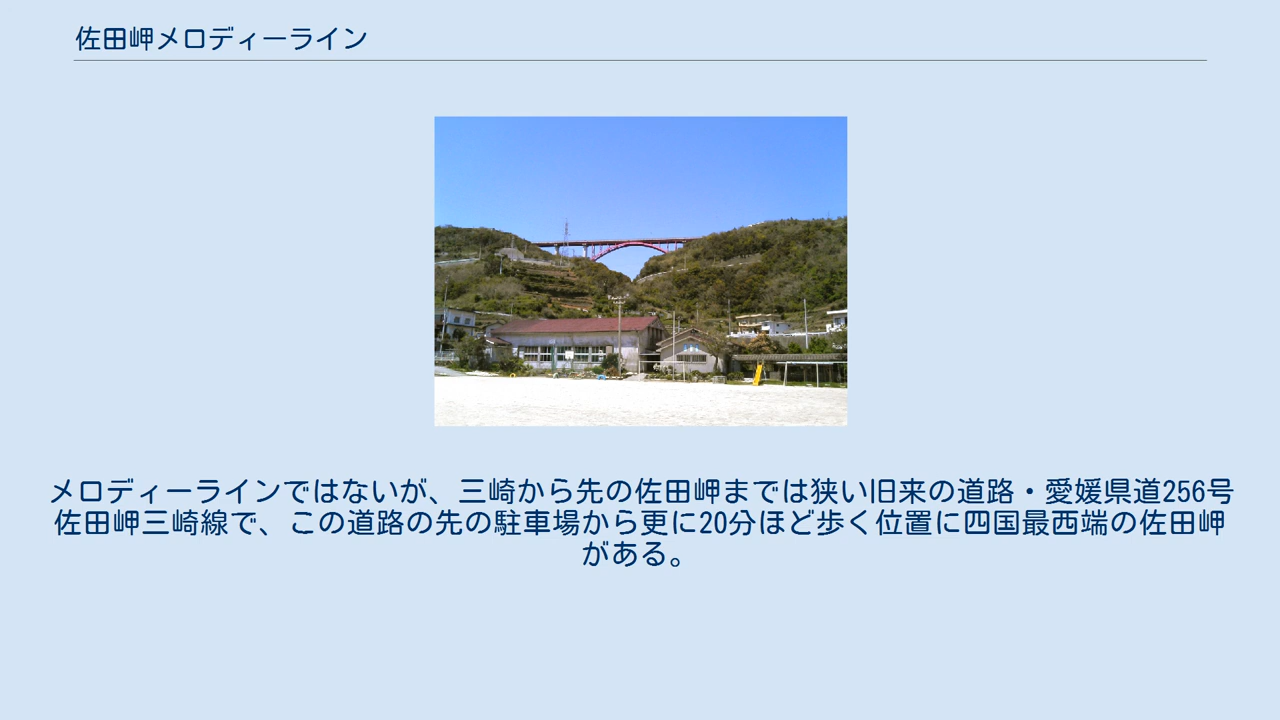 佐田岬メロディーライン
メロディーラインではないが、三崎から先の佐田岬までは狭い旧来の道路・愛媛県道256号
佐田岬三崎線で、この道路の先の駐車場から更に20分ほど歩く位置に四国最西端の佐田岬
がある。